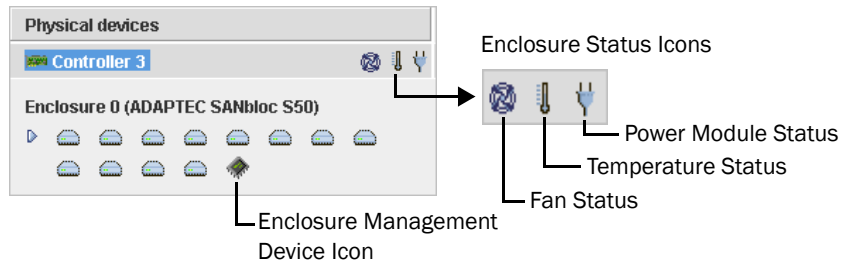 Physical devices
Controller 3
Enclosure 0 (ADAPTEC SANbloc S50)
Enclosure Management
Device Icon
Enclosure Status Icons
Power Module Status
Temperature Status
Fan Status